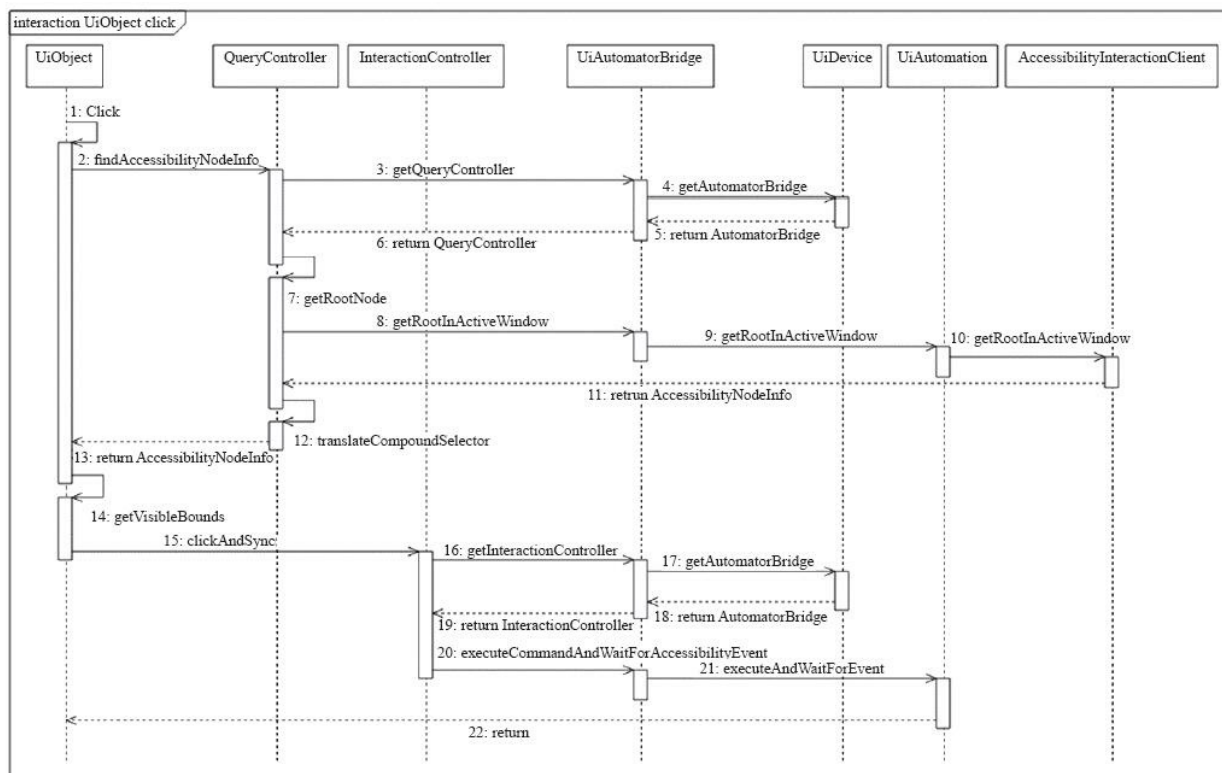 interaction UiObject click
UiObject
QueryController
InteractionController
UiAutomatorBridge
UiDevice
UiAutomation
AccessibilityInteractionClient
1: Click
2: findAccessibilityNodeInfo
3: getQueryController
4: getAutomatorBridge
5: return AutomatorBridge
6: return QueryController
7: getRootNode
8: getRootInActiveWindow
9: getRootInActiveWindow
10: getRootInActiveWindow
11: retrun AccessibilityNodeInfo
12: translateCompoundSelector
13: return AccessibilityNodeInfo
14: getVisibleBounds
15: clickAndSync
16: getInteractionController
17: getAutomatorBridge
18: return AutomatorBridge
19: return InteractionController
20: executeCommandAndWaitForAccessibilityEvent
21: executeAndWaitForEvent
22: return